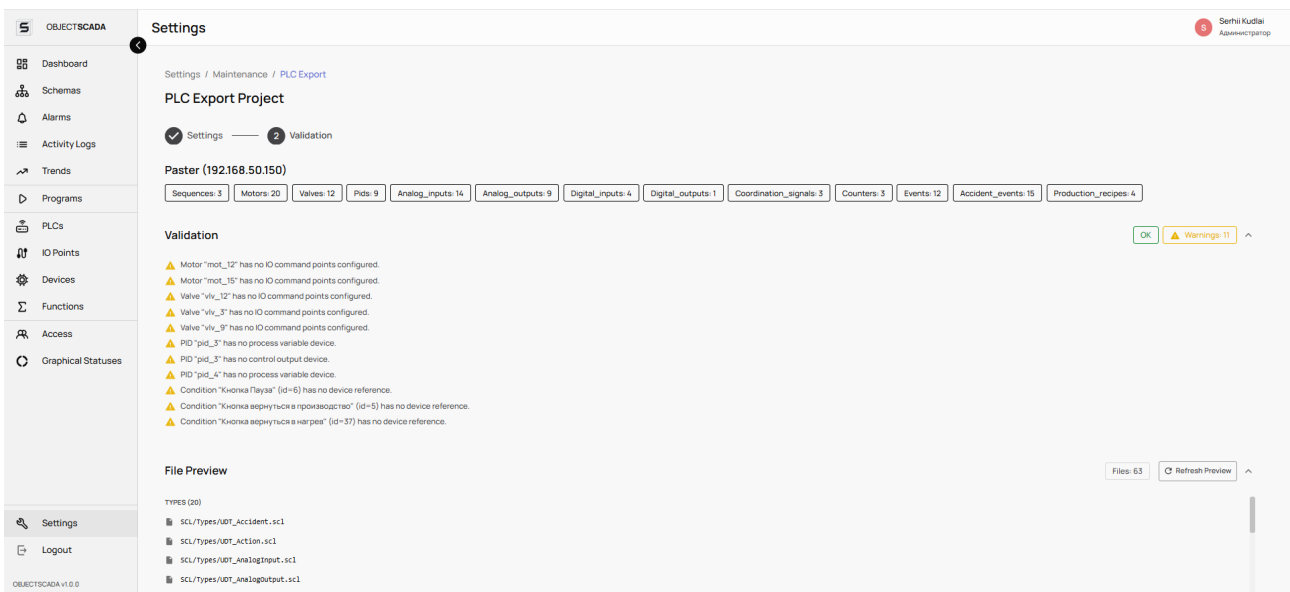 OBJECTSCADA
Settings
S
Serhii Kudlai
Администратор
Dashboard
Schemas
Alarms
Activity Logs
Trends
Programs
PLCs
IO Points
Devices
Functions
Access
Graphical Statuses
Settings
Logout
OBJECTSCADA v1.0.0
Settings / Maintenance / PLC Export
PLC Export Project
Settings 2 Validation
Paster (192.168.50.150)
Sequences: 3 Motors: 20 Valves: 12 Pids: 9 Analog_inputs: 14 Analog_outputs: 9 Digital_inputs: 4 Digital_outputs: 1 Coordination_signals: 3 Counters: 3 Events: 12 Accident_events: 15 Production_recipes: 4
Validation OK Warnings: 11
Motor "mot_12" has no IO command points configured.
Motor "mot_15" has no IO command points configured.
Valve "vlv_12" has no IO command points configured.
Valve "vlv_3" has no IO command points configured.
Valve "vlv_9" has no IO command points configured.
PID "pid_3" has no process variable device.
PID "pid_3" has no control output device.
PID "pid_4" has no process variable device.
Condition "Кнопка Пауза" (id=6) has no device reference.
Condition "Кнопка вернуться в производство" (id=5) has no device reference.
Condition "Кнопка вернуться в нагрев" (id=37) has no device reference.
File Preview Files: 63 Refresh Preview
TYPES (20)
SCL/Types/UDT_Accident.scl
SCL/Types/UDT_Action.scl
SCL/Types/UDT_AnalogInput.scl
SCL/Types/UDT_AnalogOutput.scl